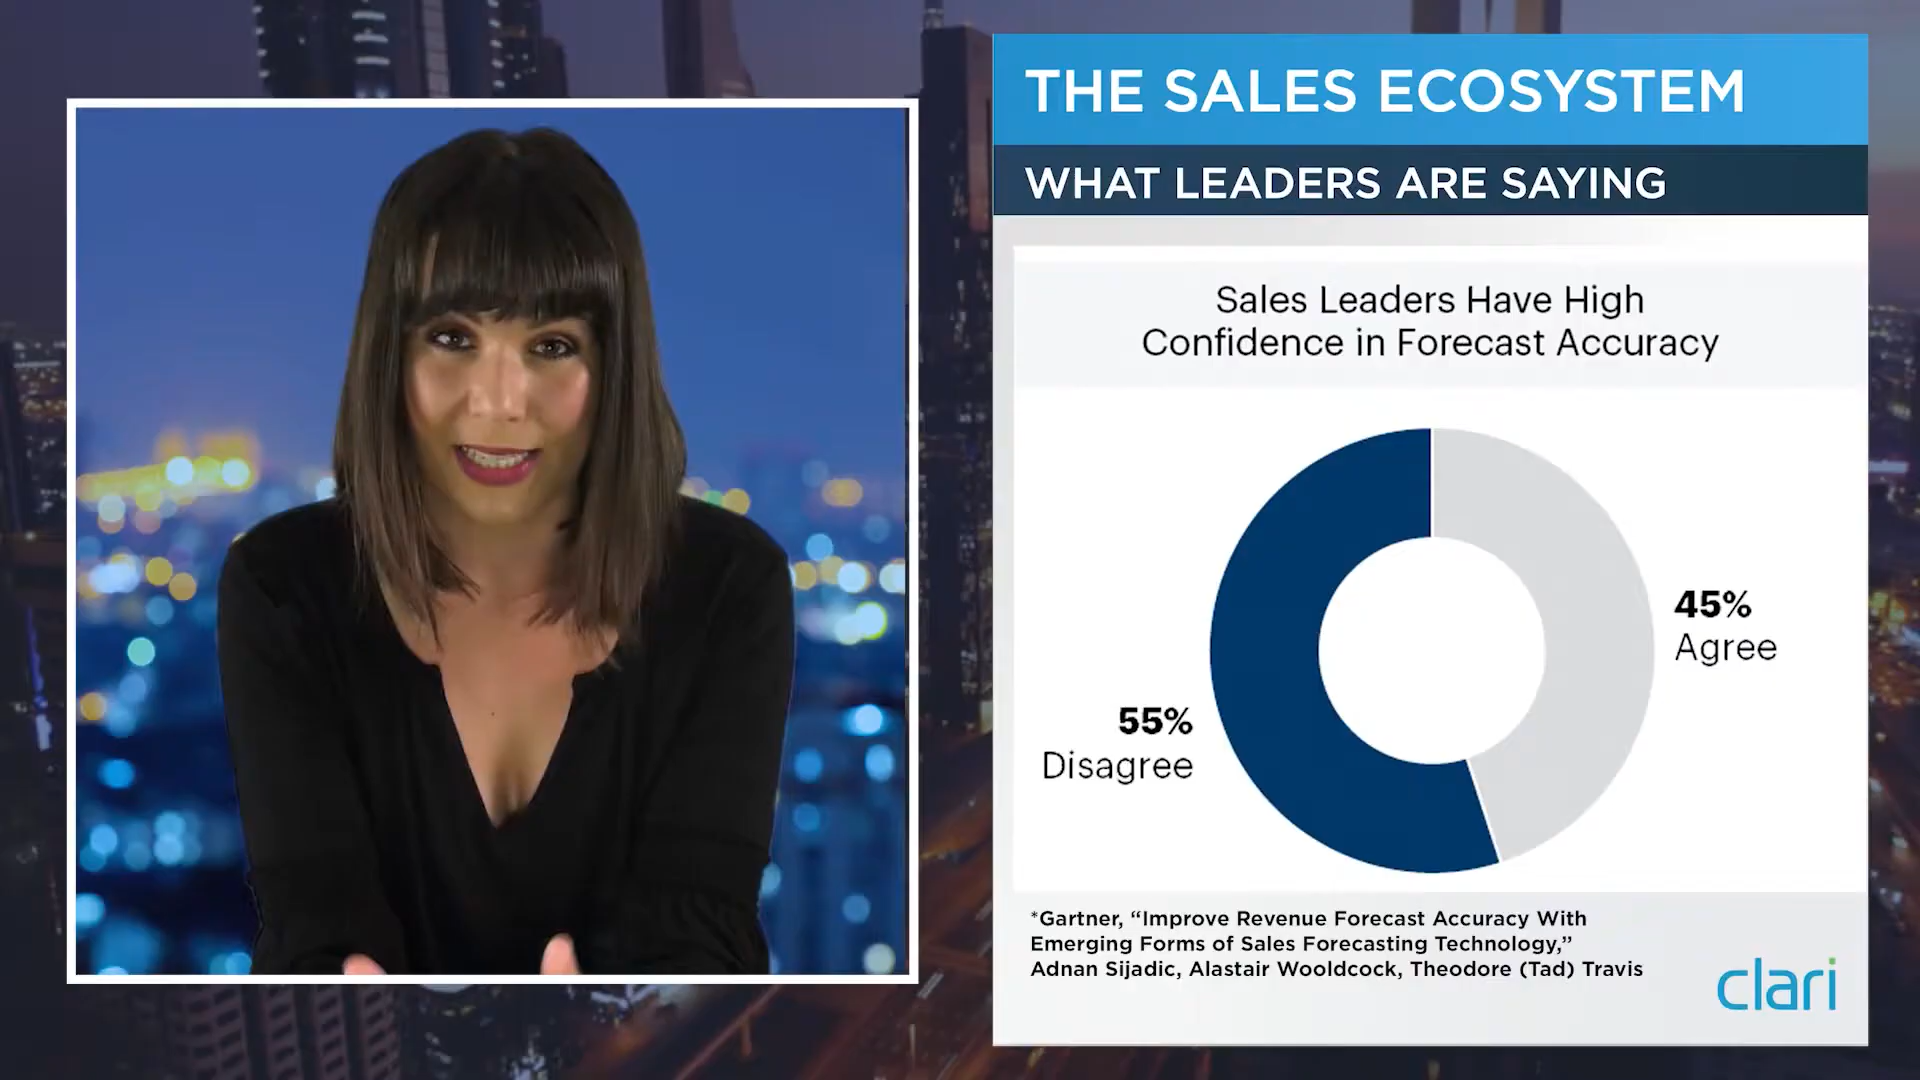 THE SALES ECOSYSTEM
WHAT LEADERS ARE SAYING
Sales Leaders Have High
Confidence in Forecast Accuracy
45%
Agree
55%
Disagree
*Gartner, “Improve Revenue Forecast Accuracy With
Emerging Forms of Sales Forecasting Technology,”
Adnan Sijadic, Alastair Wooldcock, Theodore (Tad) Travis
clari